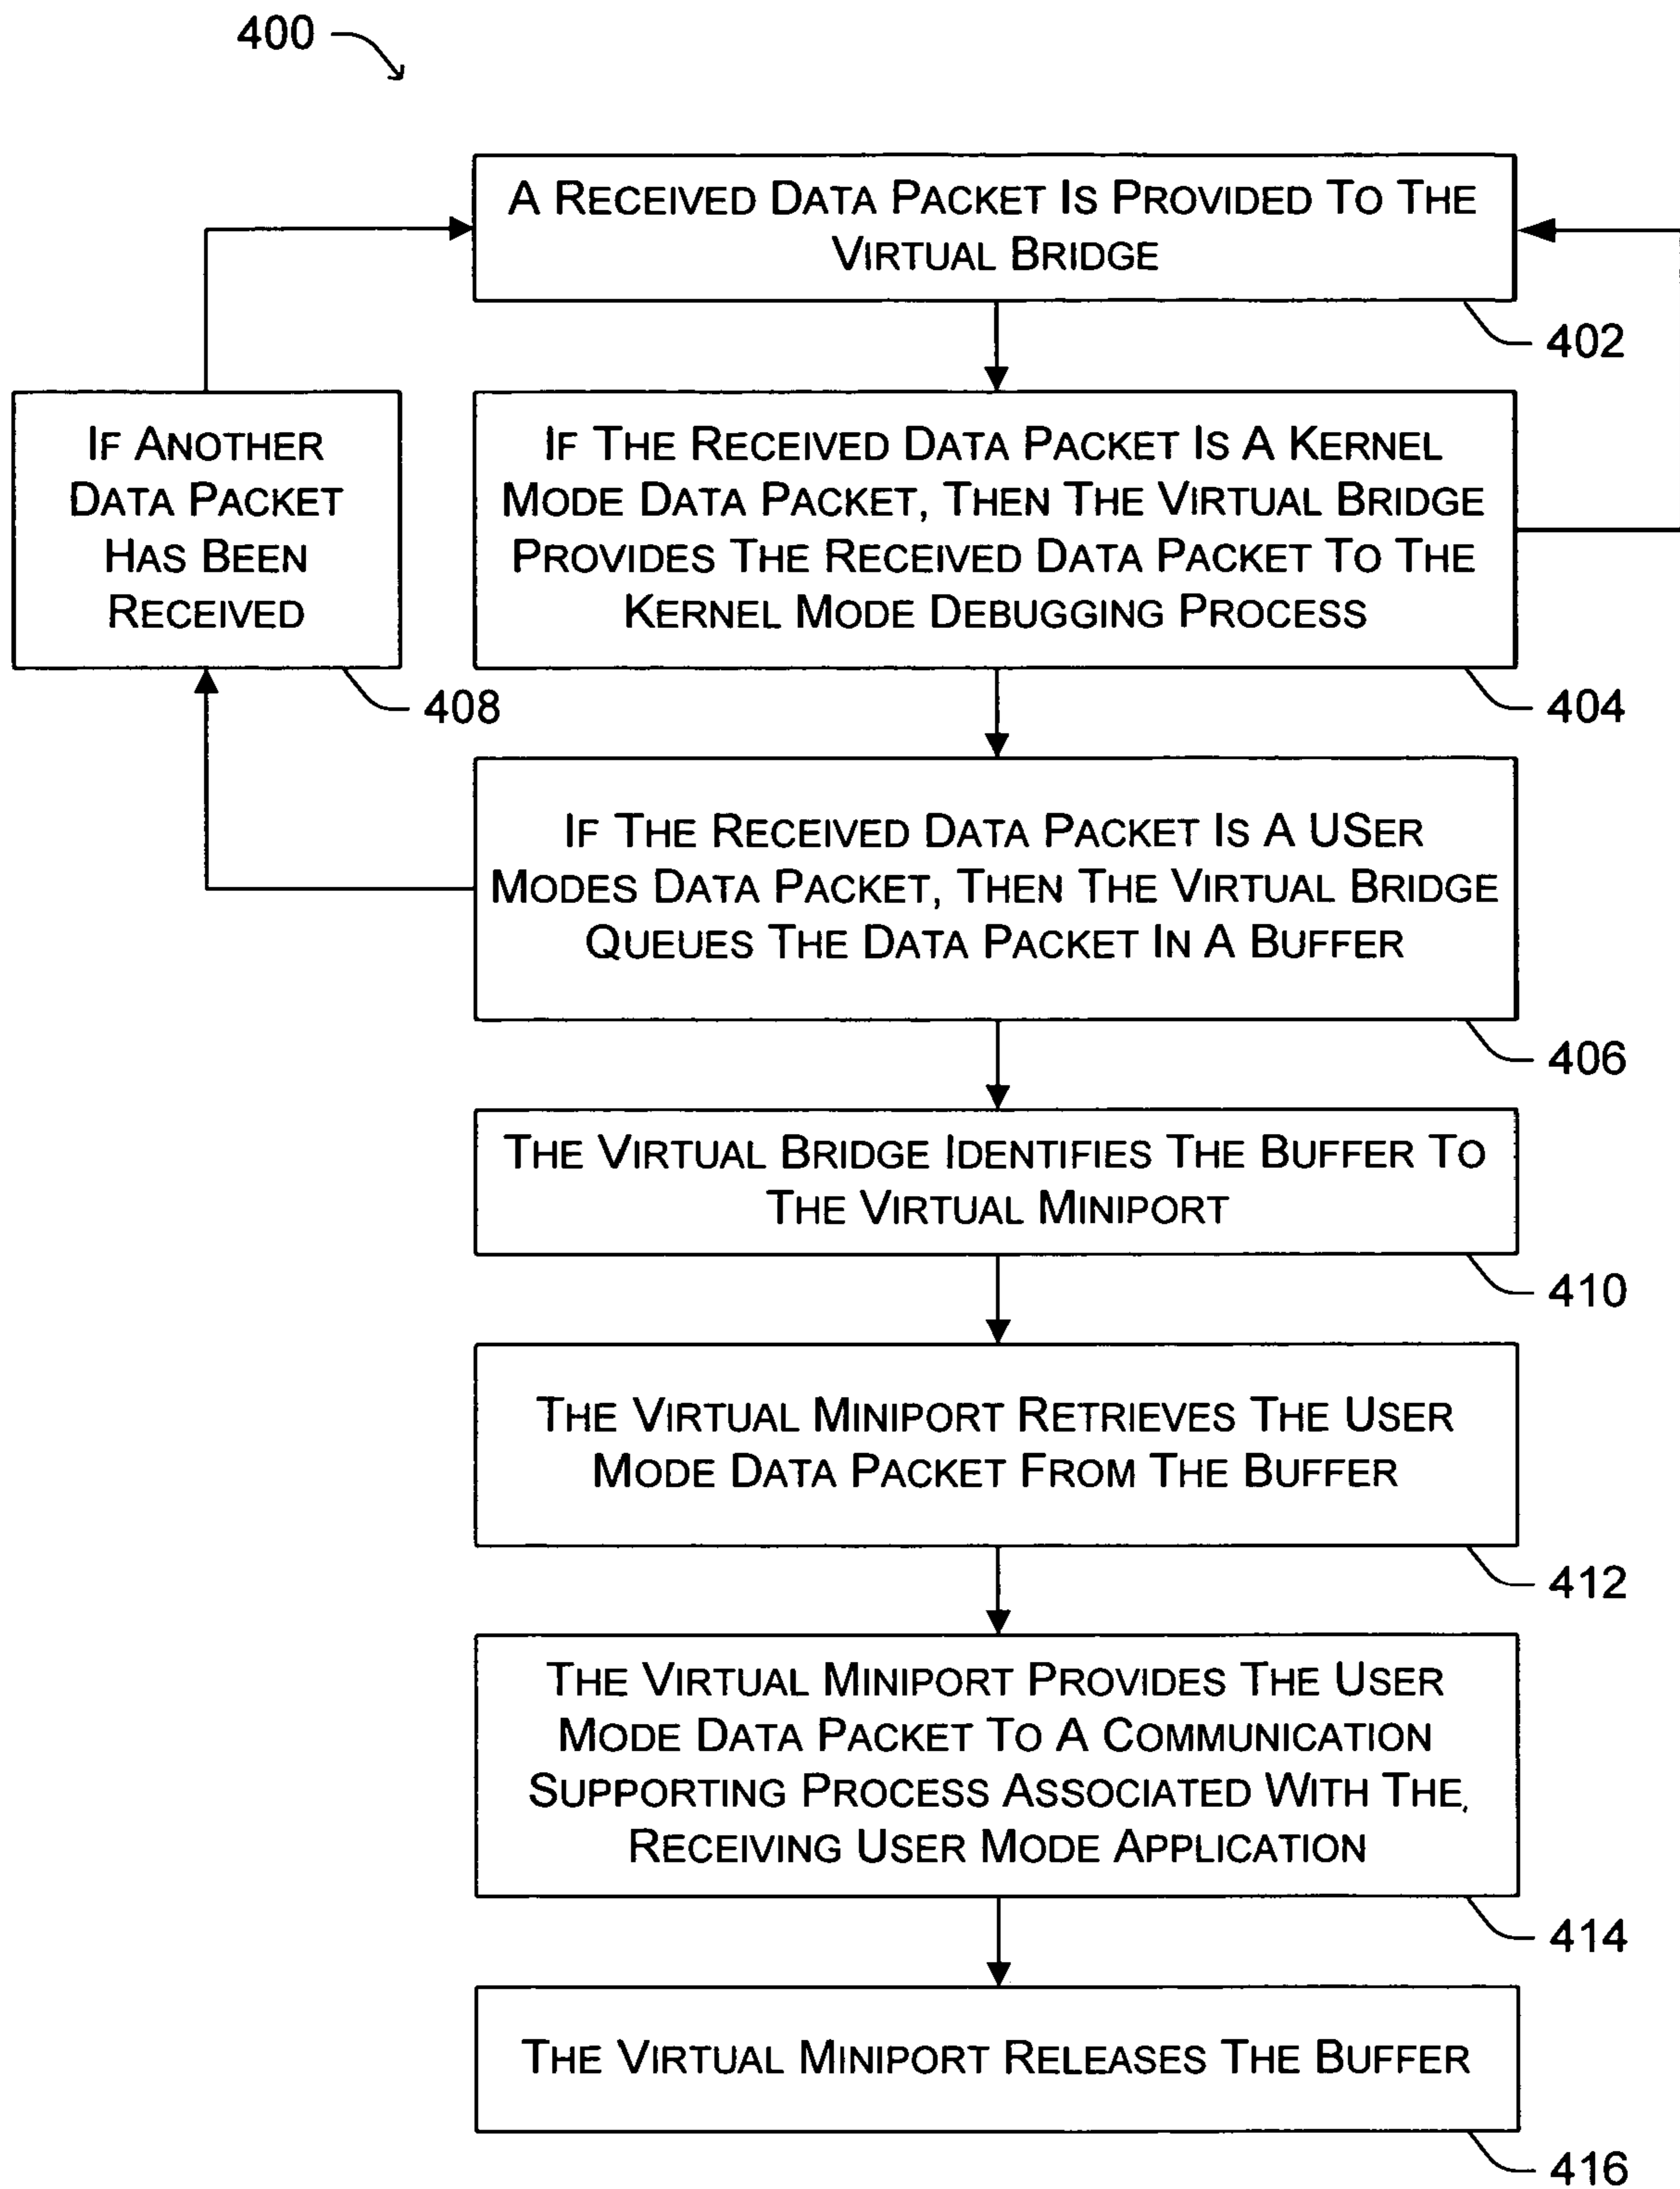 400
A RECEIVED DATA PACKET IS PROVIDED TO THE
VIRTUAL BRIDGE
402
IF THE RECEIVED DATA PACKET IS A KERNEL
MODE DATA PACKET, THEN THE VIRTUAL BRIDGE
PROVIDES THE RECEIVED DATA PACKET TO THE
KERNEL MODE DEBUGGING PROCESS
404
IF ANOTHER
DATA PACKET
HAS BEEN
RECEIVED
408
IF THE RECEIVED DATA PACKET IS A USER
MODES DATA PACKET, THEN THE VIRTUAL BRIDGE
QUEUES THE DATA PACKET IN A BUFFER
406
THE VIRTUAL BRIDGE IDENTIFIES THE BUFFER TO
THE VIRTUAL MINIPORT
410
THE VIRTUAL MINIPORT RETRIEVES THE USER
MODE DATA PACKET FROM THE BUFFER
412
THE VIRTUAL MINIPORT PROVIDES THE USER
MODE DATA PACKET TO A COMMUNICATION
SUPPORTING PROCESS ASSOCIATED WITH THE
RECEIVING USER MODE APPLICATION
414
THE VIRTUAL MINIPORT RELEASES THE BUFFER
416